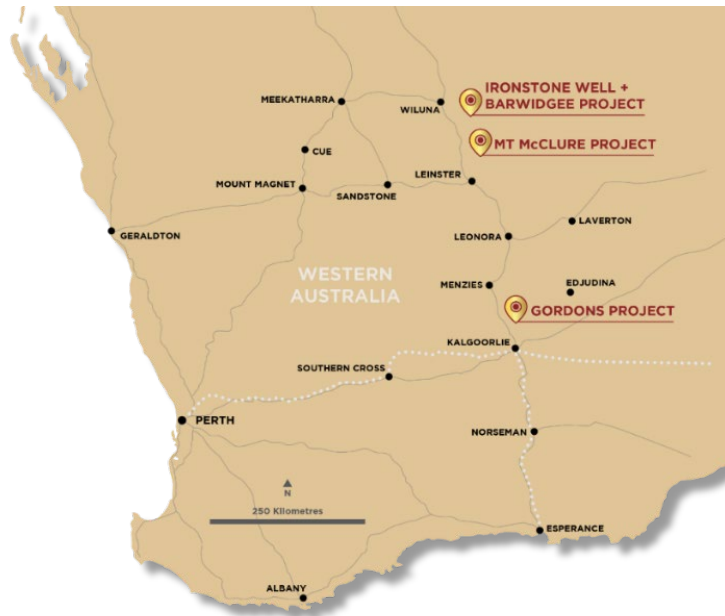 IRONSTONE WELL +
BARWIDGEE PROJECT
MEEKATHARRA
WILUNA
MT McCLURE PROJECT
CUE
LEINSTER
MOUNT MAGNET
SANDSTONE
LAVERTON
GERALDTON
LEONORA
WESTERN
AUSTRALIA
MENZIES
EDJUDINA
GORDONS PROJECT
KALGOORLIE
SOUTHERN CROSS
PERTH
NORSEMAN
N
250 Kilometres
ESPERANCE
ALBANY